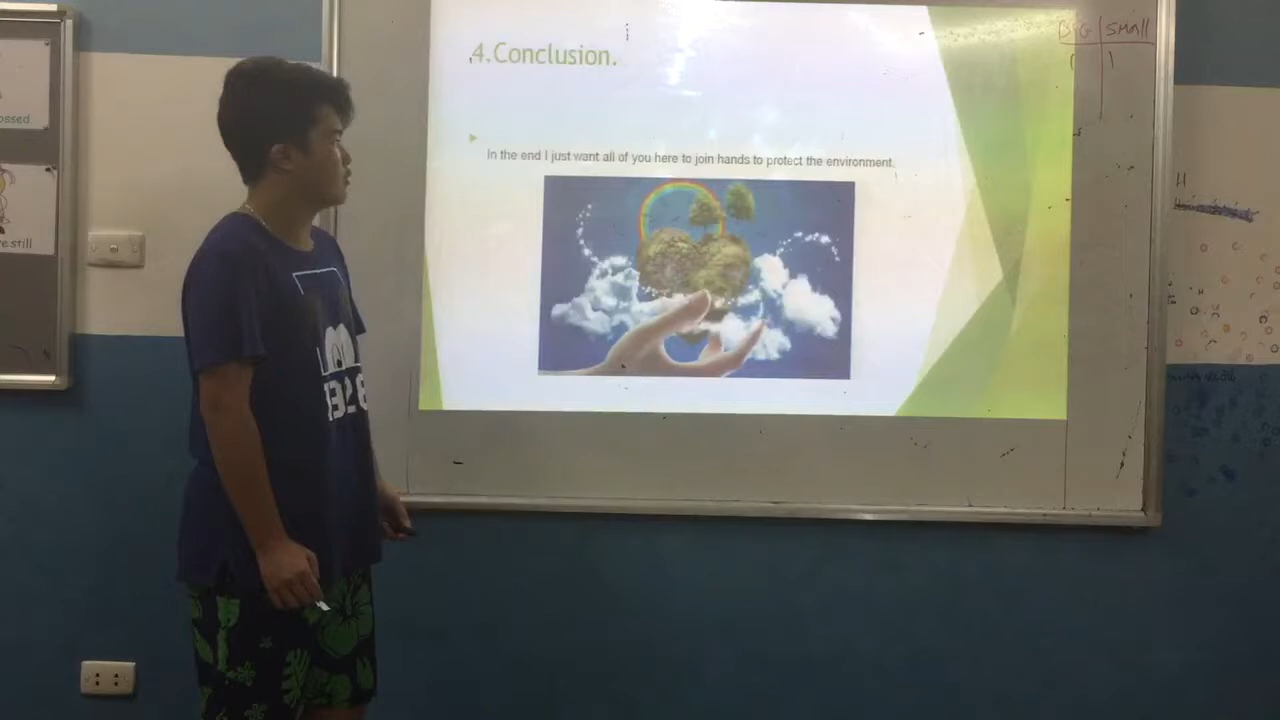 ossed
e still
4.Conclusion.
In the end I just want all of you here to join hands to protect the environment.
BIG SMALL